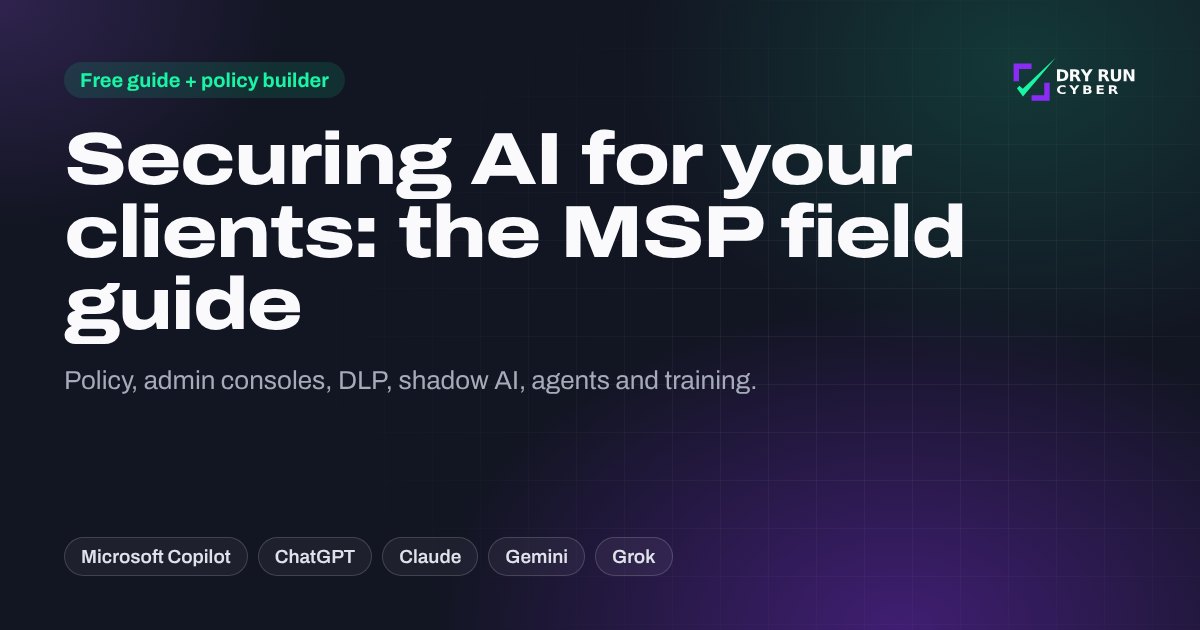 Free guide + policy builder
DRY RUN
CYBER
Securing AI for your
clients: the MSP field
guide
Policy, admin consoles, DLP, shadow AI, agents and training.
Microsoft Copilot
ChatGPT
Claude
Gemini
Grok